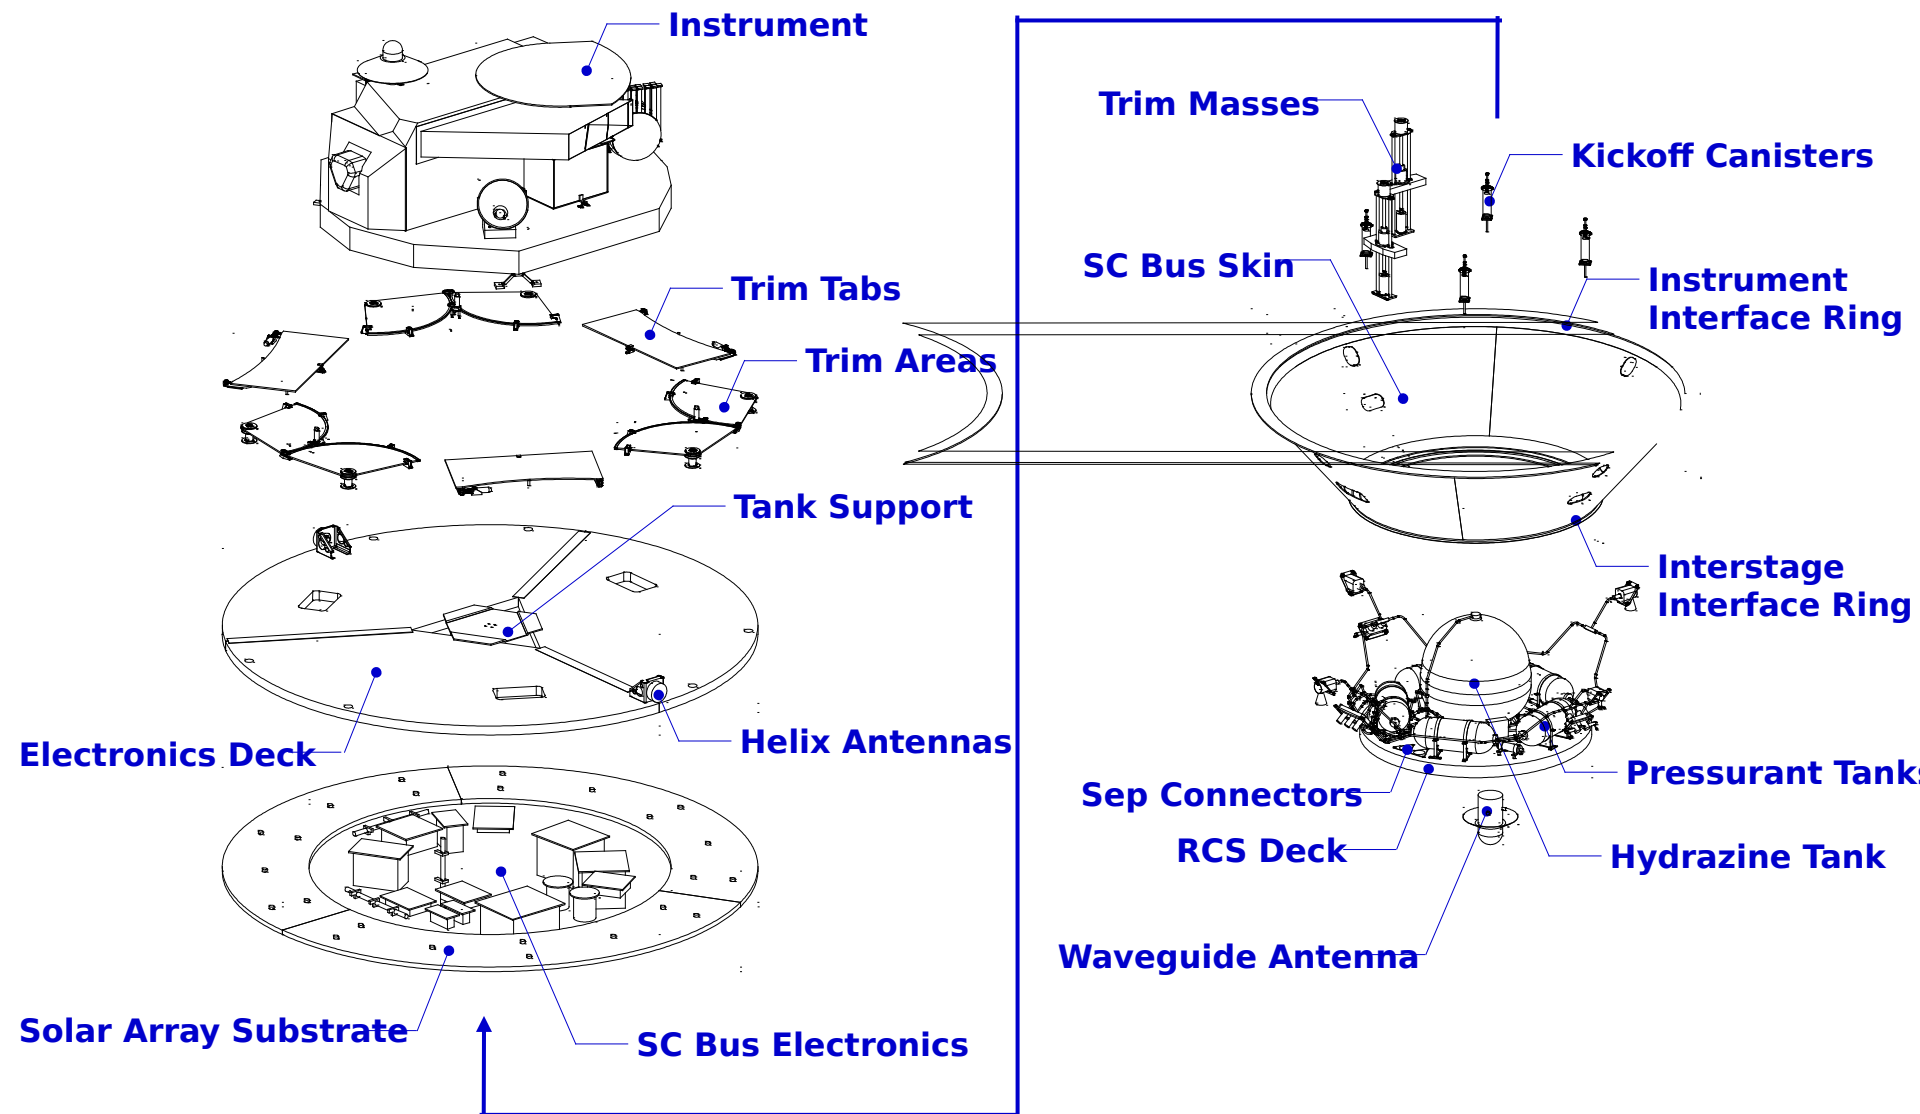 Instrument
Trim Tabs
Trim Areas
Tank Support
Electronics Deck
Helix Antennas
Solar Array Substrate
SC Bus Electronics
Trim Masses
Kickoff Canisters
SC Bus Skin
Instrument
Interface Ring
Interstage
Interface Ring
Sep Connectors
Pressurant Tanks
RCS Deck
Hydrazine Tank
Waveguide Antenna